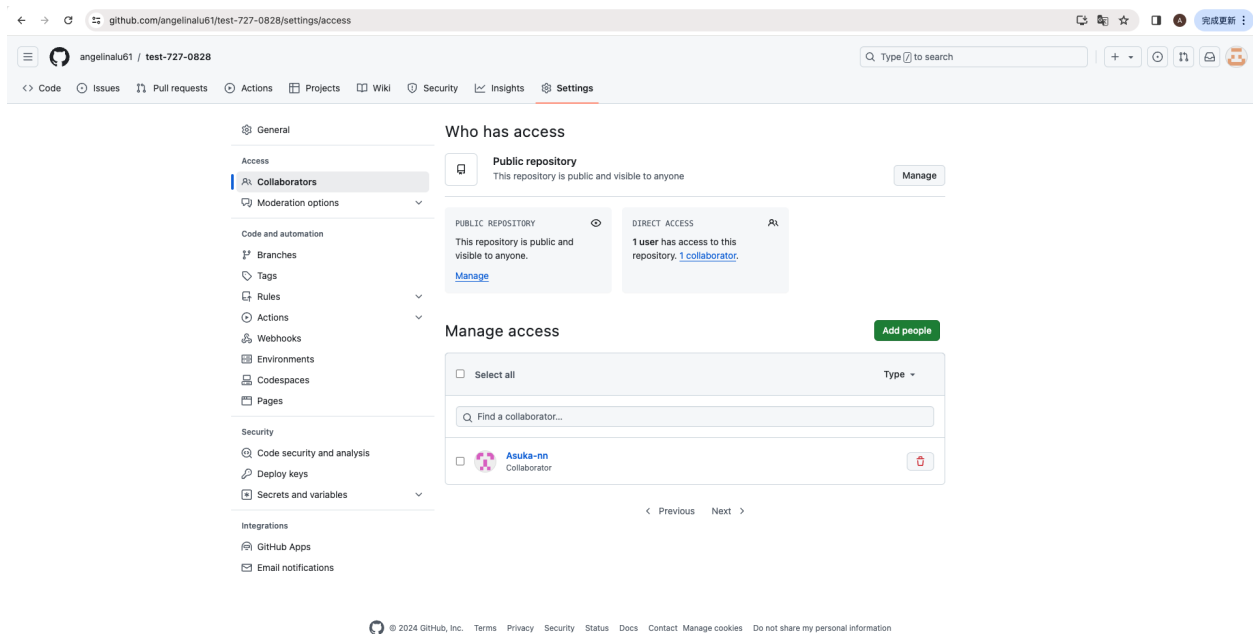 github.com/angelinalu61/test-727-0828/settings/access
A
完成更新
angelinalu61 / test-727-0828
Type / to search
Code
Issues
Pull requests
Actions
Projects
Wiki
Security
Insights
Settings
General
Access
Collaborators
Moderation options
Code and automation
Branches
Tags
Rules
Actions
Webhooks
Environments
Codespaces
Pages
Security
Code security and analysis
Deploy keys
Secrets and variables
Integrations
GitHub Apps
Email notifications
Who has access
Public repository
This repository is public and visible to anyone
Manage
PUBLIC REPOSITORY
This repository is public and
visible to anyone.
Manage
DIRECT ACCESS
1 user has access to this
repository. 1 collaborator.
Manage access
Add people
Select all
Type
Find a collaborator...
Asuka-nn
Collaborator
Previous
Next
© 2024 GitHub, Inc. Terms Privacy Security Status Docs Contact Manage cookies Do not share my personal information